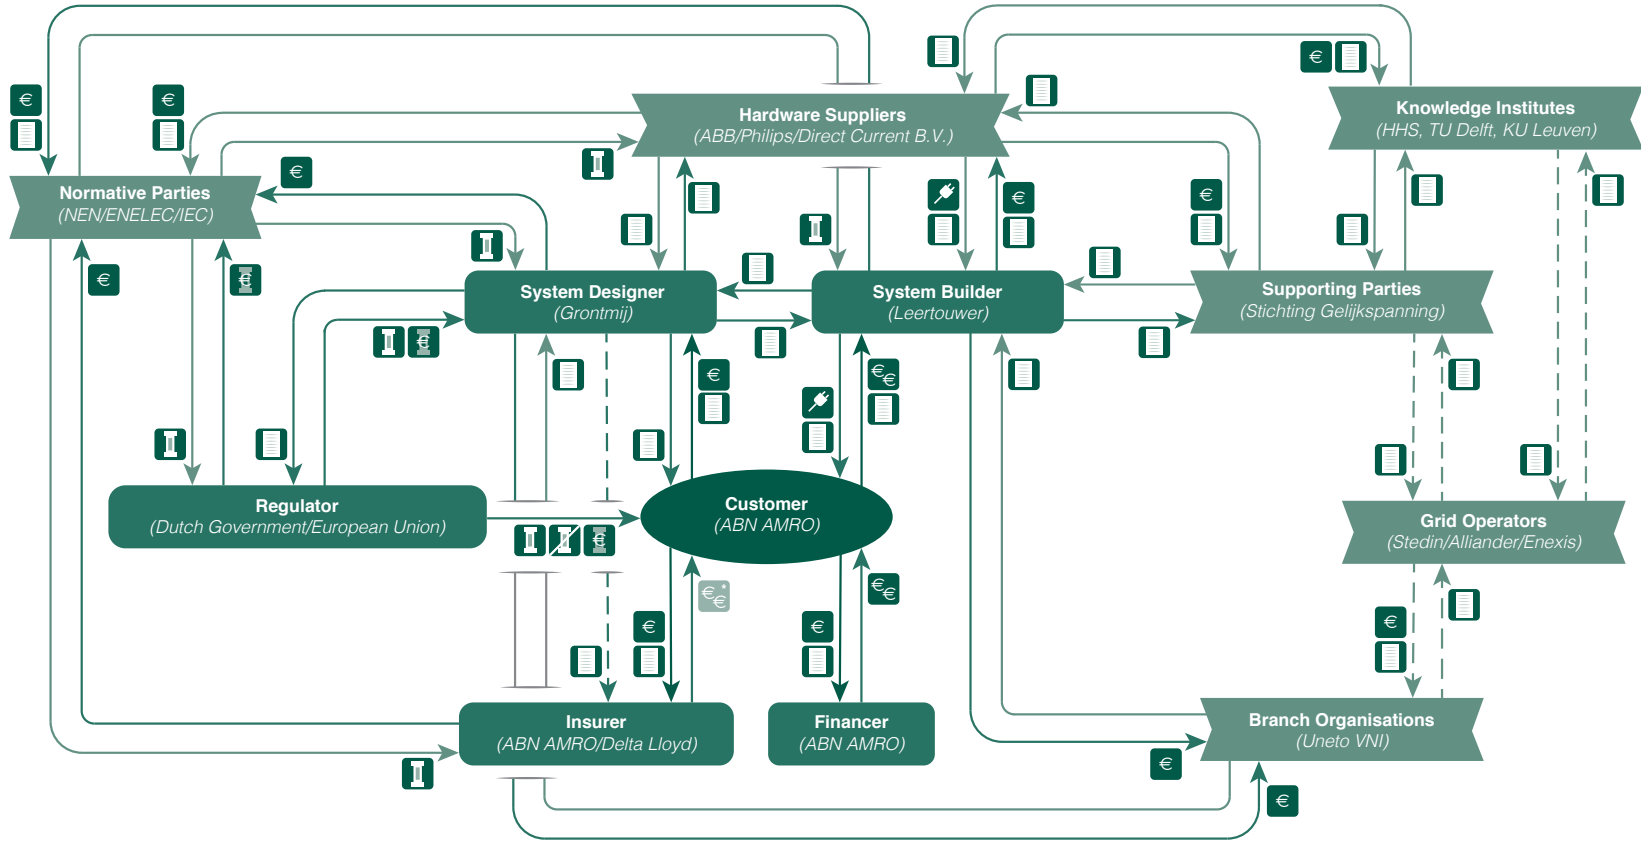 Hardware Suppliers
(ABB/Philips/Direct Current B.V.)
Knowledge Institutes
(HHS, TU Delft, KU Leuven)
Normative Parties
(NEN/ENELEC/IEC)
€
€
€
€
€
€
€
€
System Designer
(Grontmij)
System Builder
(Leertouwer)
Supporting Parties
(Stichting Gelijkspanning)
€
€
€€
Regulator
(Dutch Government/European Union)
Customer
(ABN AMRO)
Grid Operators
(Stedin/Alliander/Enexis)
€
€€*
€€
€
€
€
Insurer
(ABN AMRO/Delta Lloyd)
Financer
(ABN AMRO)
Branch Organisations
(Uneto VNI)
€
€